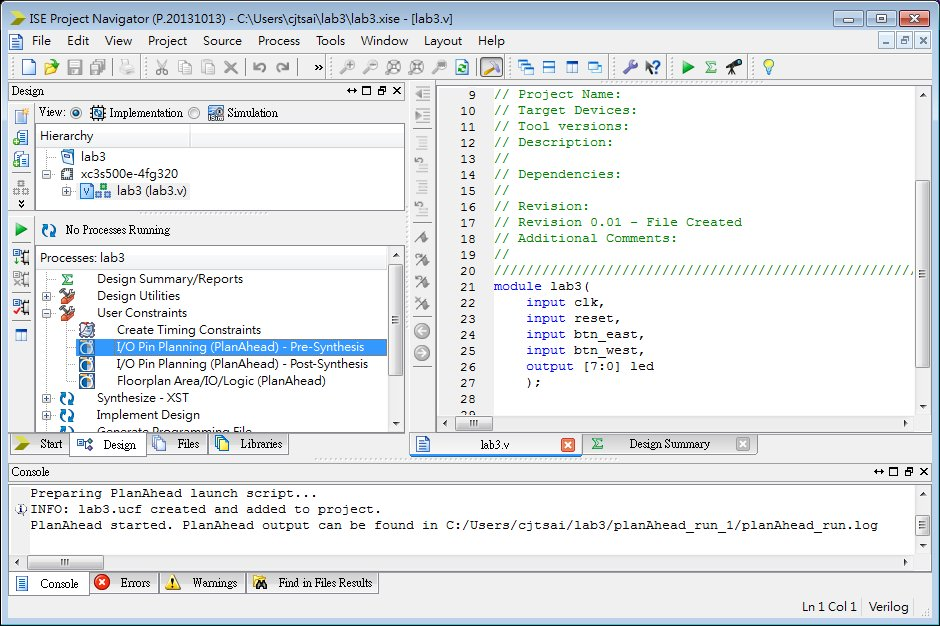 ISE Project Navigator (P.20131013) - C:\Users\cjtsai\lab3\lab3.xise - [lab3.v]
File Edit View Project Source Process Tools Window Layout Help
Design
View: Implementation Simulation
Hierarchy
lab3
xc3s500e-4fg320
lab3 (lab3.v)
No Processes Running
Processes: lab3
Design Summary/Reports
Design Utilities
User Constraints
Create Timing Constraints
I/O Pin Planning (PlanAhead) - Pre-Synthesis
I/O Pin Planning (PlanAhead) - Post-Synthesis
Floorplan Area/IO/Logic (PlanAhead)
Synthesize - XST
Implement Design
Generate Programming File
Start Design Files Libraries
9 // Project Name:
10 // Target Devices:
11 // Tool versions:
12 // Description:
13 //
14 // Dependencies:
15 //
16 // Revision:
17 // Revision 0.01 - File Created
18 // Additional Comments:
19 //
20 ////////////////////////////////////////////////////
21 module lab3(
22 input clk,
23 input reset,
24 input btn_east,
25 input btn_west,
26 output [7:0] led
27 );
28
29
lab3.v Design Summary
Console
Preparing PlanAhead launch script...
INFO: lab3.ucf created and added to project.
PlanAhead started. PlanAhead output can be found in C:/Users/cjtsai/lab3/planAhead_run_1/planAhead_run.log
Console Errors Warnings Find in Files Results
Ln 1 Col 1 Verilog